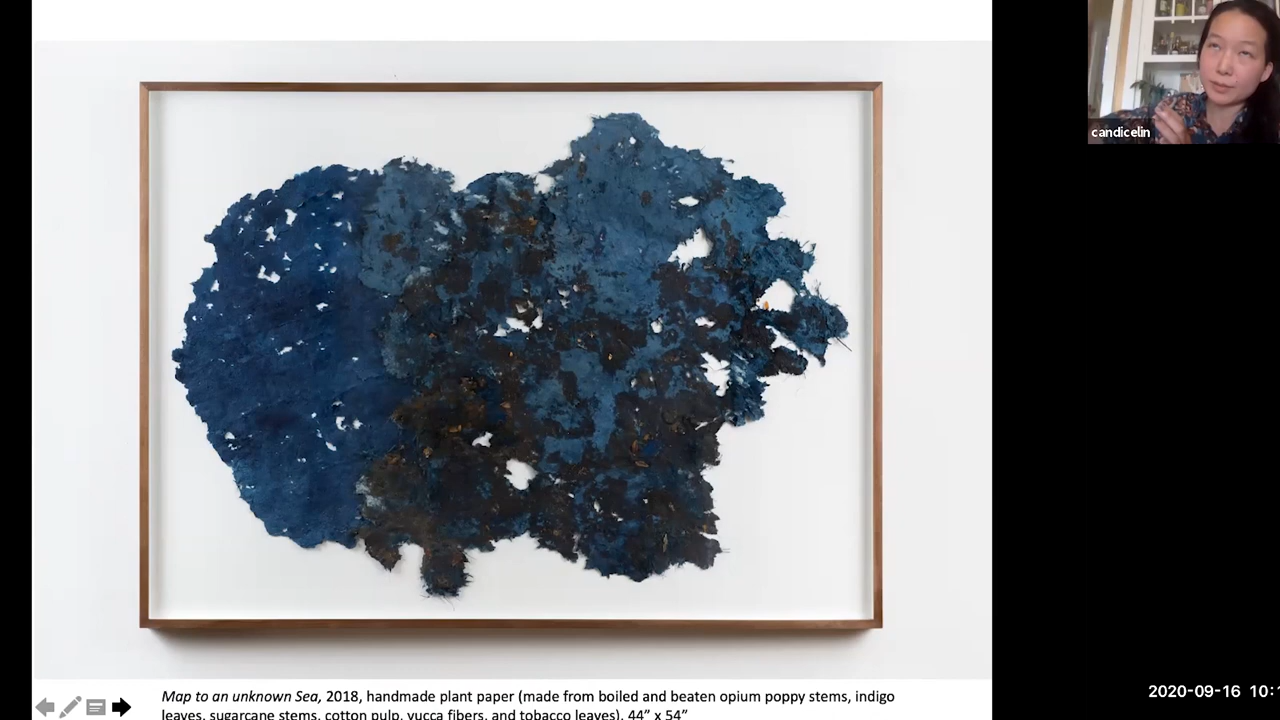 candicelin
2020-09-16 10:
Map to an unknown Sea, 2018, handmade plant paper (made from boiled and beaten opium poppy stems, indigo
leaves, sugarcane stems, cotton pulp, yucca fibers, and tobacco leaves), 44” x 54”